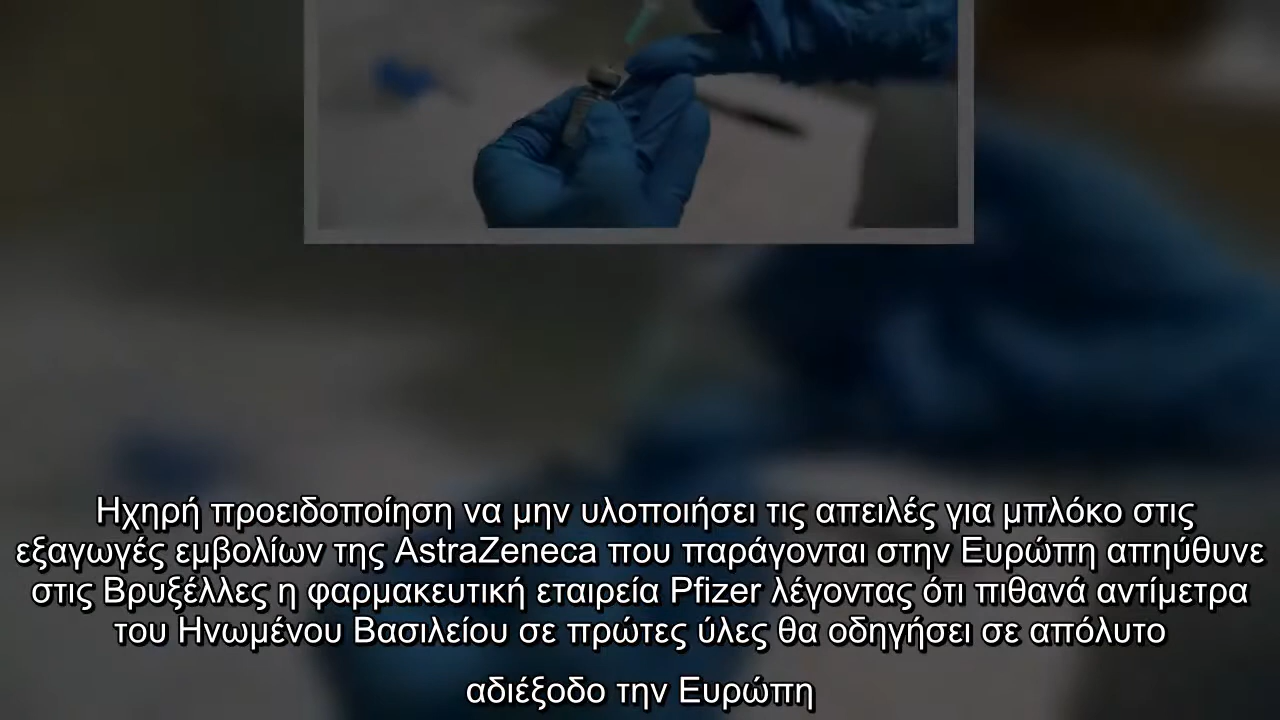 Ηχηρή προειδοποίηση να μην υλοποιήσει τις απειλές για μπλόκο στις
εξαγωγές εμβολίων της AstraZeneca που παράγονται στην Ευρώπη απηύθυνε
στις Βρυξέλλες η φαρμακευτική εταιρεία Pfizer λέγοντας ότι πιθανά αντίμετρα
του Ηνωμένου Βασιλείου σε πρώτες ύλες θα οδηγήσει σε απόλυτο
αδιέξοδο την Ευρώπη